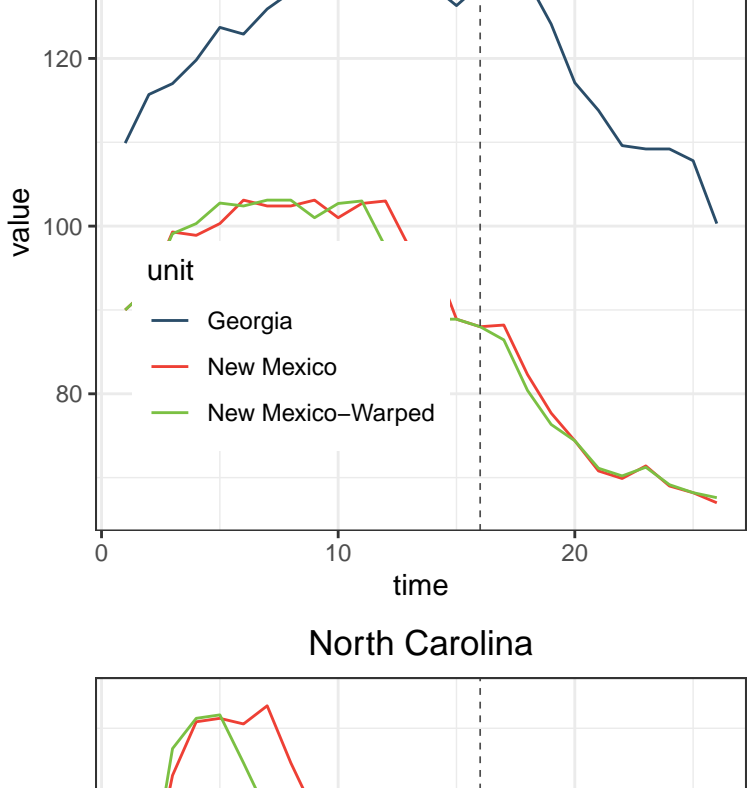 120
100
80
value
unit
Georgia
New Mexico
New Mexico−Warped
0 10 20
time
North Carolina